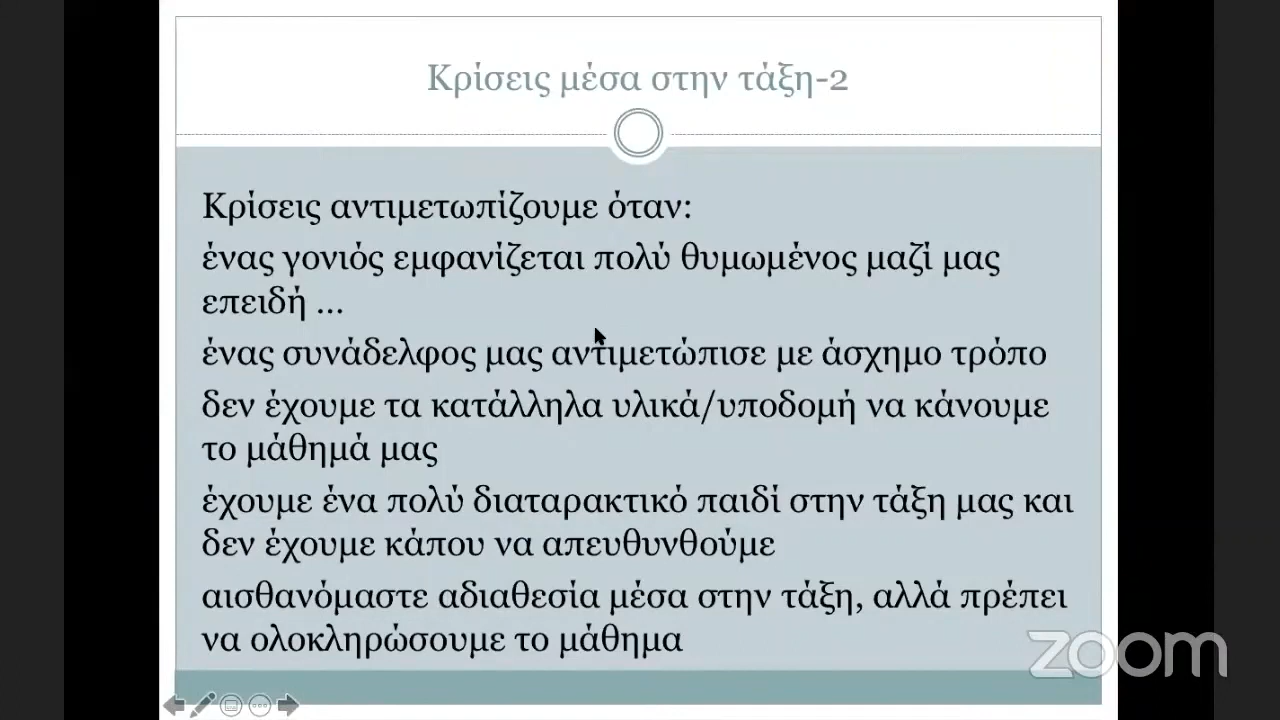 Κρίσεις μέσα στην τάξη-2
Κρίσεις αντιμετωπίζουμε όταν:
ένας γονιός εμφανίζεται πολύ θυμωμένος μαζί μας
επειδή ...
ένας συνάδελφος μας αντιμετώπισε με άσχημο τρόπο
δεν έχουμε τα κατάλληλα υλικά/υποδομή να κάνουμε
το μάθημά μας
έχουμε ένα πολύ διαταρακτικό παιδί στην τάξη μας και
δεν έχουμε κάπου να απευθυνθούμε
αισθανόμαστε αδιαθεσία μέσα στην τάξη, αλλά πρέπει
να ολοκληρώσουμε το μάθημα
zoom